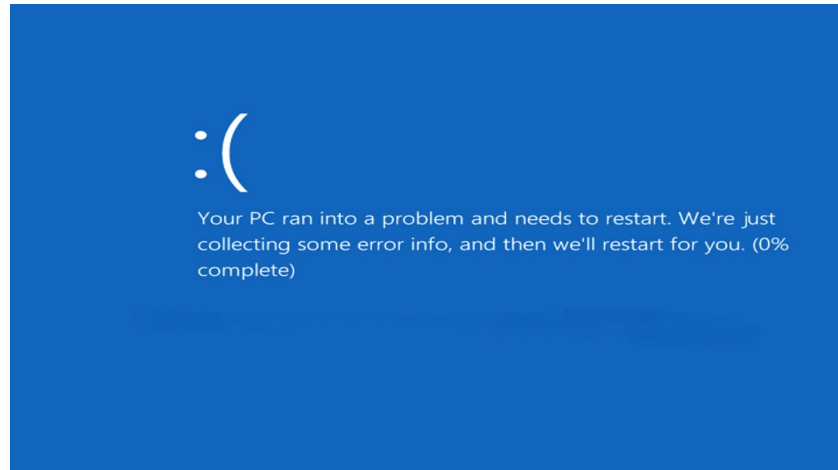 :(
Your PC ran into a problem and needs to restart. We're just
collecting some error info, and then we'll restart for you. (0%
complete)